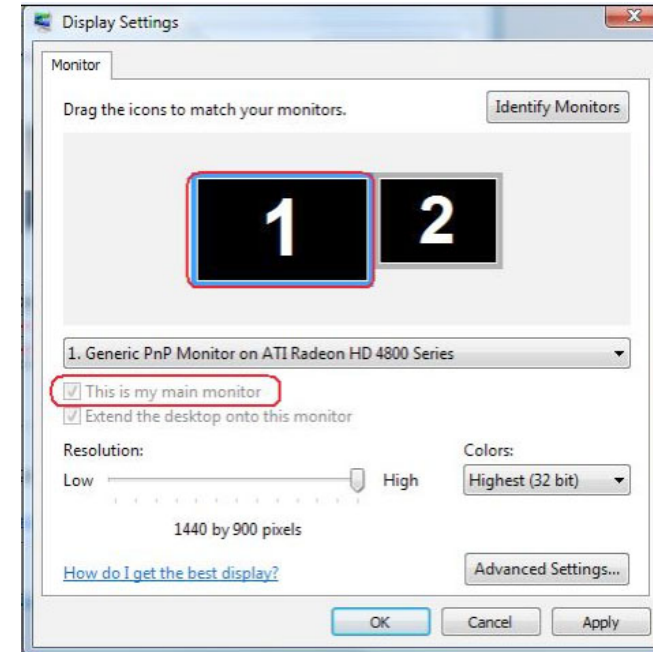 Display Settings
Monitor
Drag the icons to match your monitors.
Identify Monitors
1
2
1. Generic PnP Monitor on ATI Radeon HD 4800 Series
This is my main monitor
Extend the desktop onto this monitor
Resolution:
Colors:
Low
High
Highest (32 bit)
1440 by 900 pixels
How do I get the best display?
Advanced Settings...
OK
Cancel
Apply